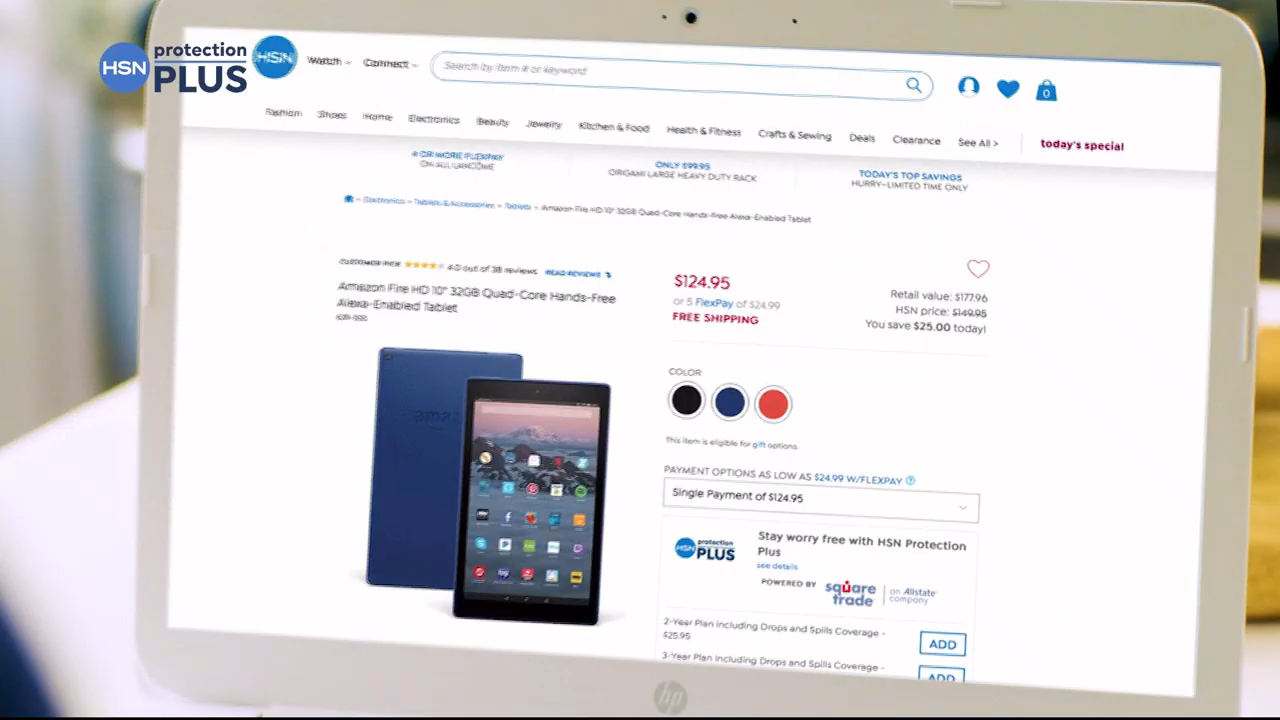 HSN protection PLUS
HSN Watch Connect Search by item # or keyword 0
Fashion Shoes Home Electronics Beauty Jewelry Kitchen & Food Health & Fitness Crafts & Sewing Deals Clearance See All > today's special
ONLY $99.95
ORIGAMI LARGE HEAVY DUTY RACK
TODAY'S TOP SAVINGS
HURRY-LIMITED TIME ONLY
Electronics > Tablets & Accessories > Tablets > Amazon Fire HD 10" 32GB Quad-Core Hands-Free Alexa-Enabled Tablet
CUSTOMER PICK 4.0 out of 38 reviews READ REVIEWS
Amazon Fire HD 10" 32GB Quad-Core Hands-Free
Alexa-Enabled Tablet
$124.95
or 5 FlexPay of $24.99
FREE SHIPPING
Retail value: $177.96
HSN price: $149.95
You save $25.00 today!
COLOR
This item is eligible for gift options.
PAYMENT OPTIONS AS LOW AS $24.99 W/FLEXPAY
Single Payment of $124.95
HSN protection PLUS
Stay worry free with HSN Protection
Plus
see details
POWERED BY square trade | an Allstate company
2-Year Plan including Drops and Spills Coverage -
$25.95
ADD
3-Year Plan including Drops and Spills Coverage -
ADD
hp